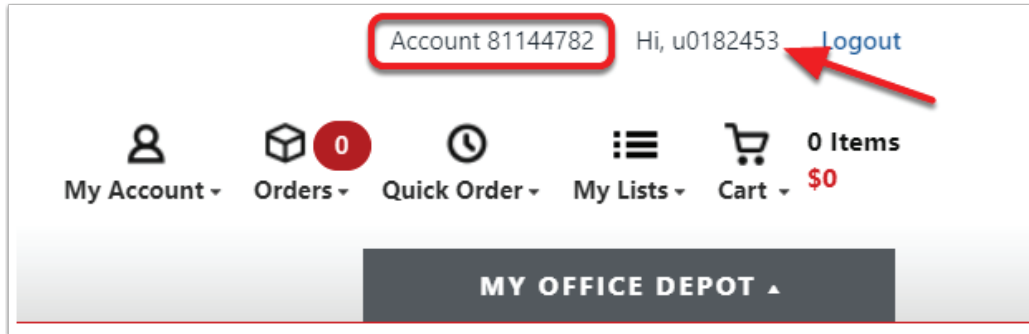 Account 81144782 Hi, u0182453 Logout
0 0 Items
My Account Orders Quick Order My Lists Cart $0
MY OFFICE DEPOT